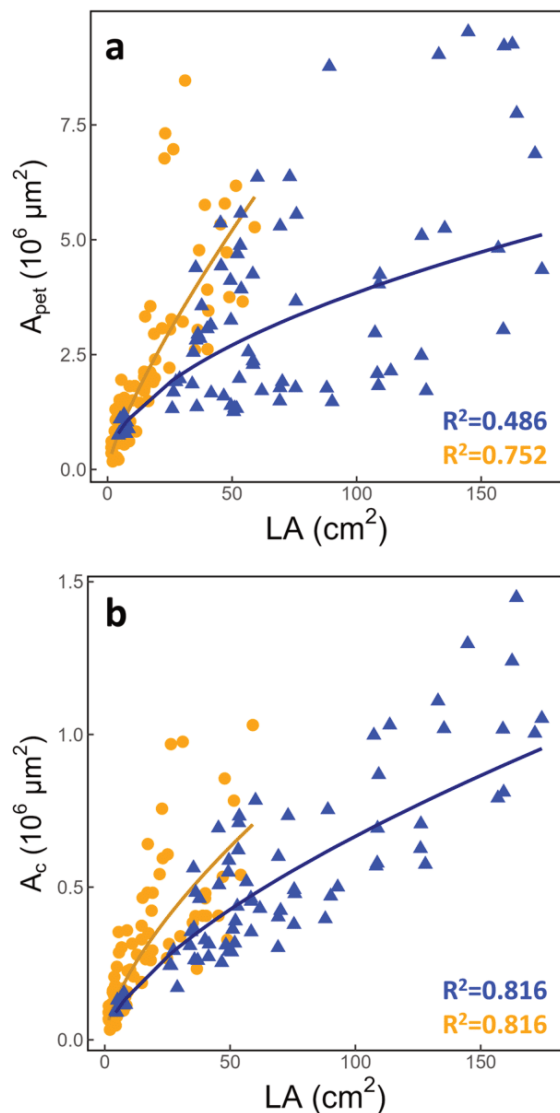 a
7.5
5.0
2.5
0.0
A_pet (10⁶ µm²)
R²=0.486
R²=0.752
0 50 100 150
LA (cm²)
b
1.5
1.0
0.5
0.0
A_c (10⁶ µm²)
R²=0.816
R²=0.816
0 50 100 150
LA (cm²)